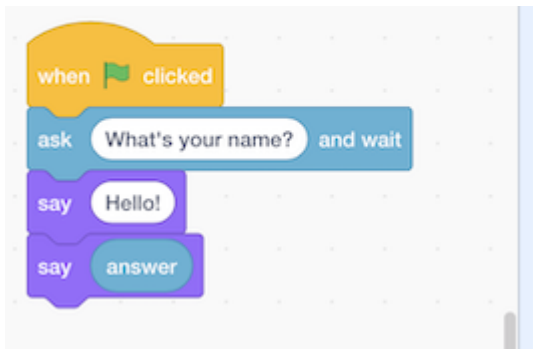 when clicked
ask What's your name? and wait
say Hello!
say answer